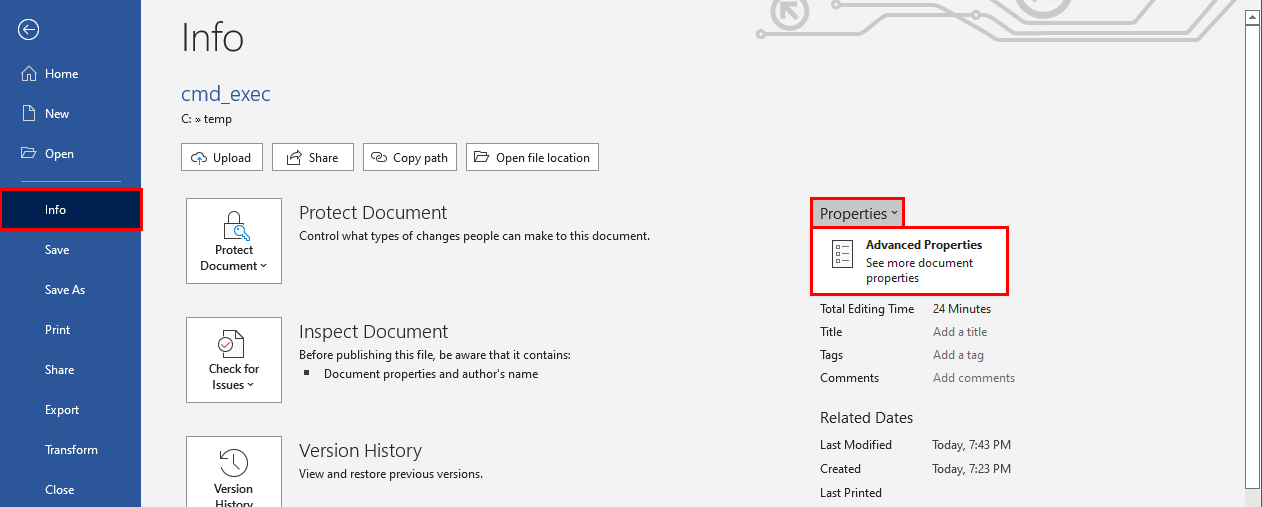 Info
cmd_exec
C: » temp
Home
New
Open
Info
Save
Save As
Print
Share
Export
Transform
Close
Upload
Share
Copy path
Open file location
Protect
Document
Protect Document
Control what types of changes people can make to this document.
Check for
Issues
Inspect Document
Before publishing this file, be aware that it contains:
Document properties and author's name
Version
History
Version History
View and restore previous versions.
Properties
Advanced Properties
See more document
properties
Total Editing Time 24 Minutes
Title Add a title
Tags Add a tag
Comments Add comments
Related Dates
Last Modified Today, 7:43 PM
Created Today, 7:23 PM
Last Printed